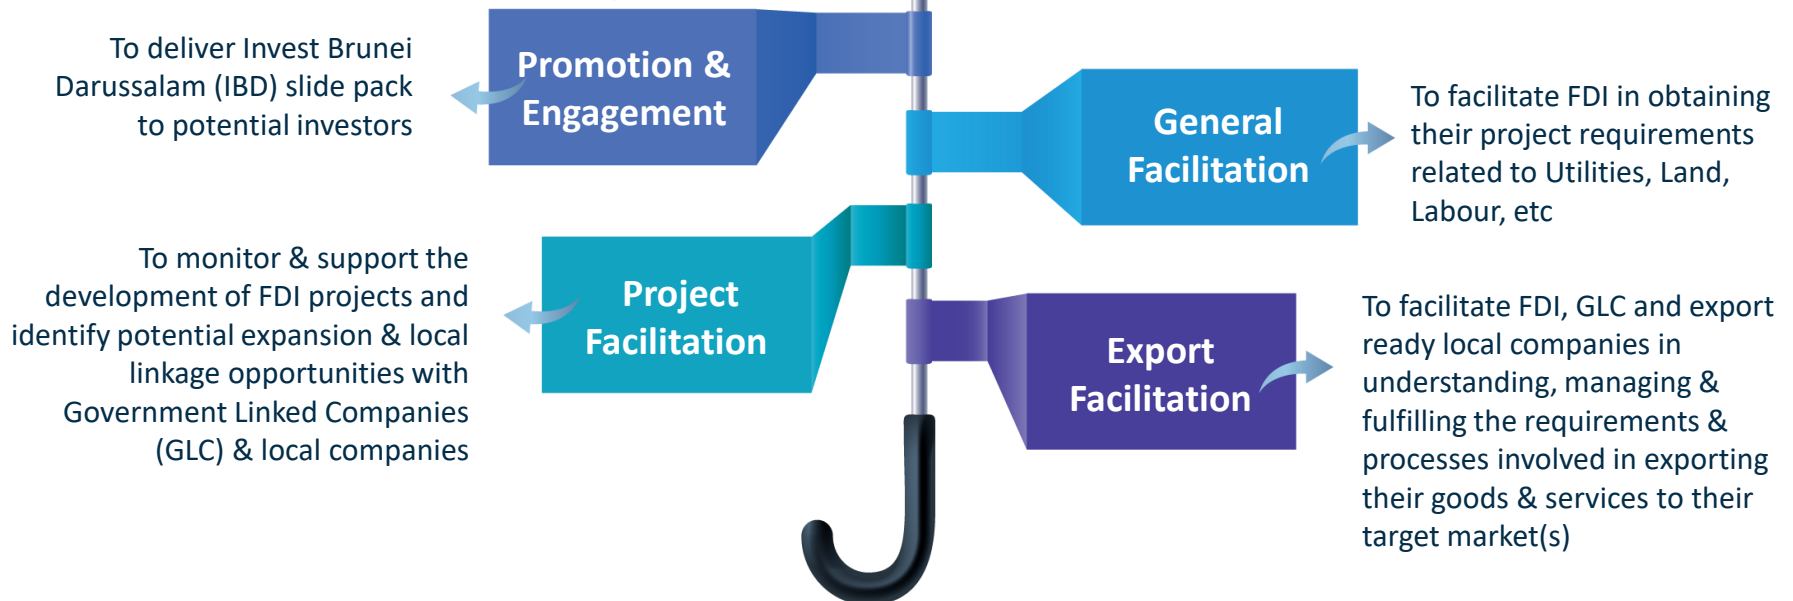 To deliver Invest Brunei
Darussalam (IBD) slide pack
to potential investors
Promotion &
Engagement
General
Facilitation
To facilitate FDI in obtaining
their project requirements
related to Utilities, Land,
Labour, etc
To monitor & support the
development of FDI projects and
identify potential expansion & local
linkage opportunities with
Government Linked Companies
(GLC) & local companies
Project
Facilitation
Export
Facilitation
To facilitate FDI, GLC and export
ready local companies in
understanding, managing &
fulfilling the requirements &
processes involved in exporting
their goods & services to their
target market(s)